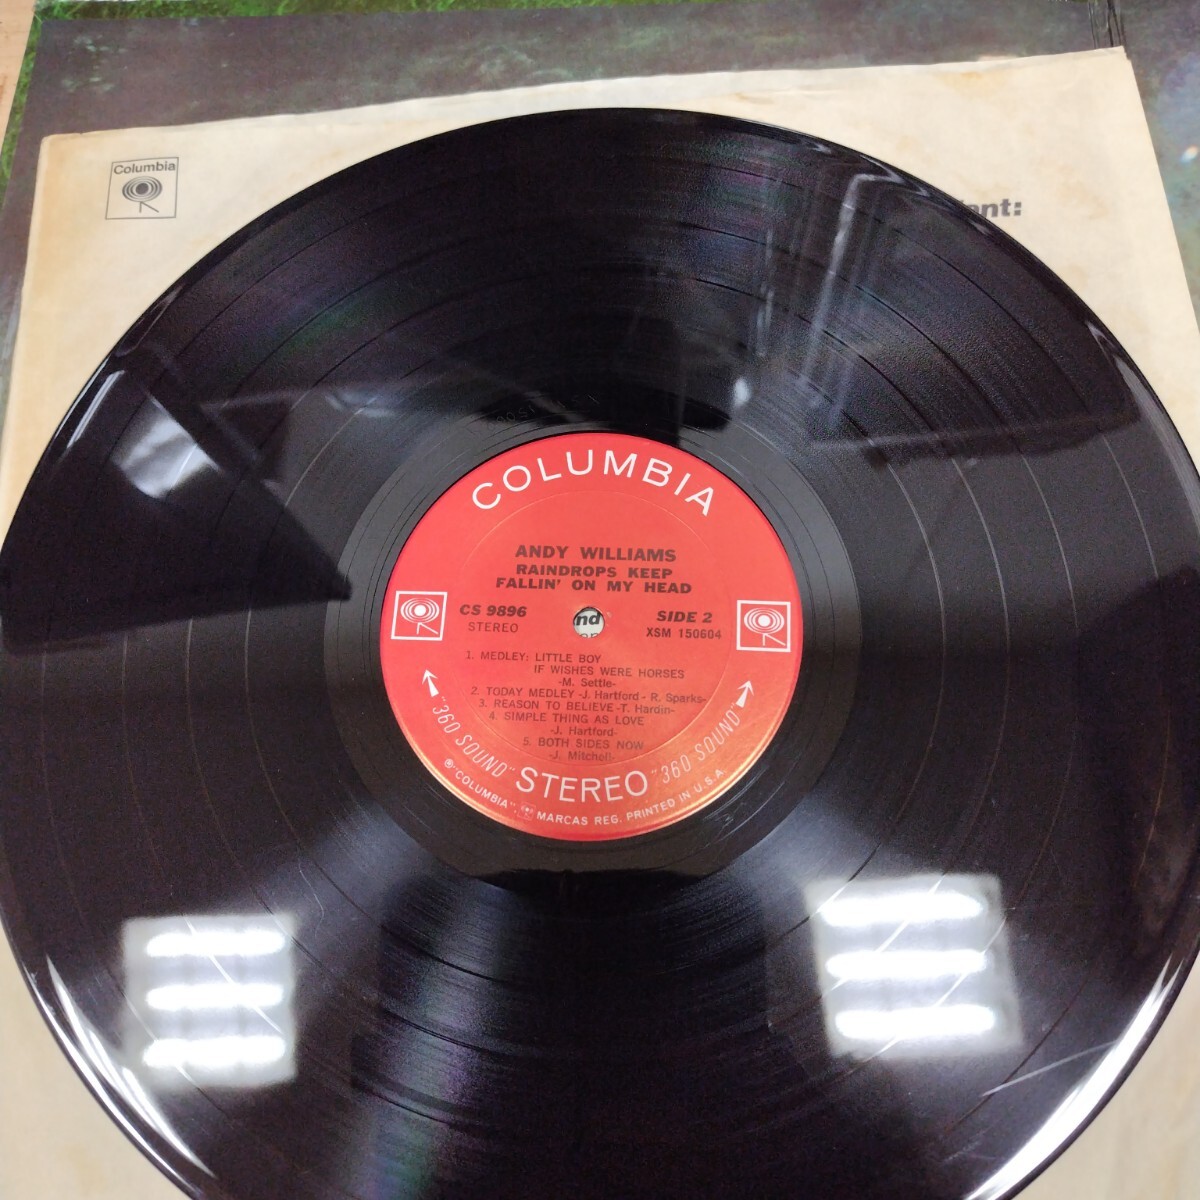 Columbia
COLUMBIA
ANDY WILLIAMS
RAINDROPS KEEP
FALLIN' ON MY HEAD
CS 9896
STEREO
nd
SIDE 2
XSM 150604
1. MEDLEY: LITTLE BOY
IF WISHES WERE HORSES
-M. Settle-
2. TODAY MEDLEY -J. Hartford - R. Sparks-
3. REASON TO BELIEVE -T. Hardin-
4. SIMPLE THING AS LOVE
-J. Hartford-
5. BOTH SIDES NOW
-J. Mitchell-
"360 SOUND" STEREO "360 SOUND"
℗"COLUMBIA", MARCAS REG. PRINTED IN U.S.A.